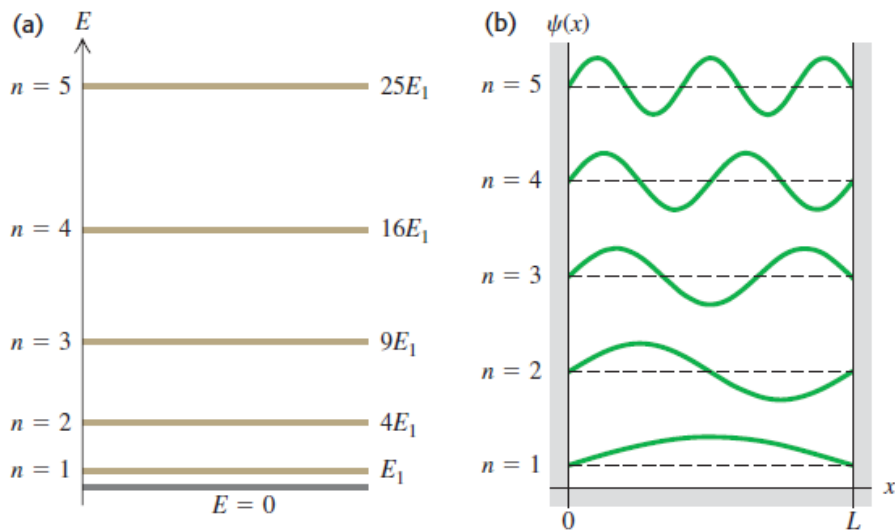 (a)
E
n = 5
25E₁
n = 4
16E₁
n = 3
9E₁
n = 2
4E₁
n = 1
E₁
E = 0
(b)
ψ(x)
n = 5
n = 4
n = 3
n = 2
n = 1
x
0
L